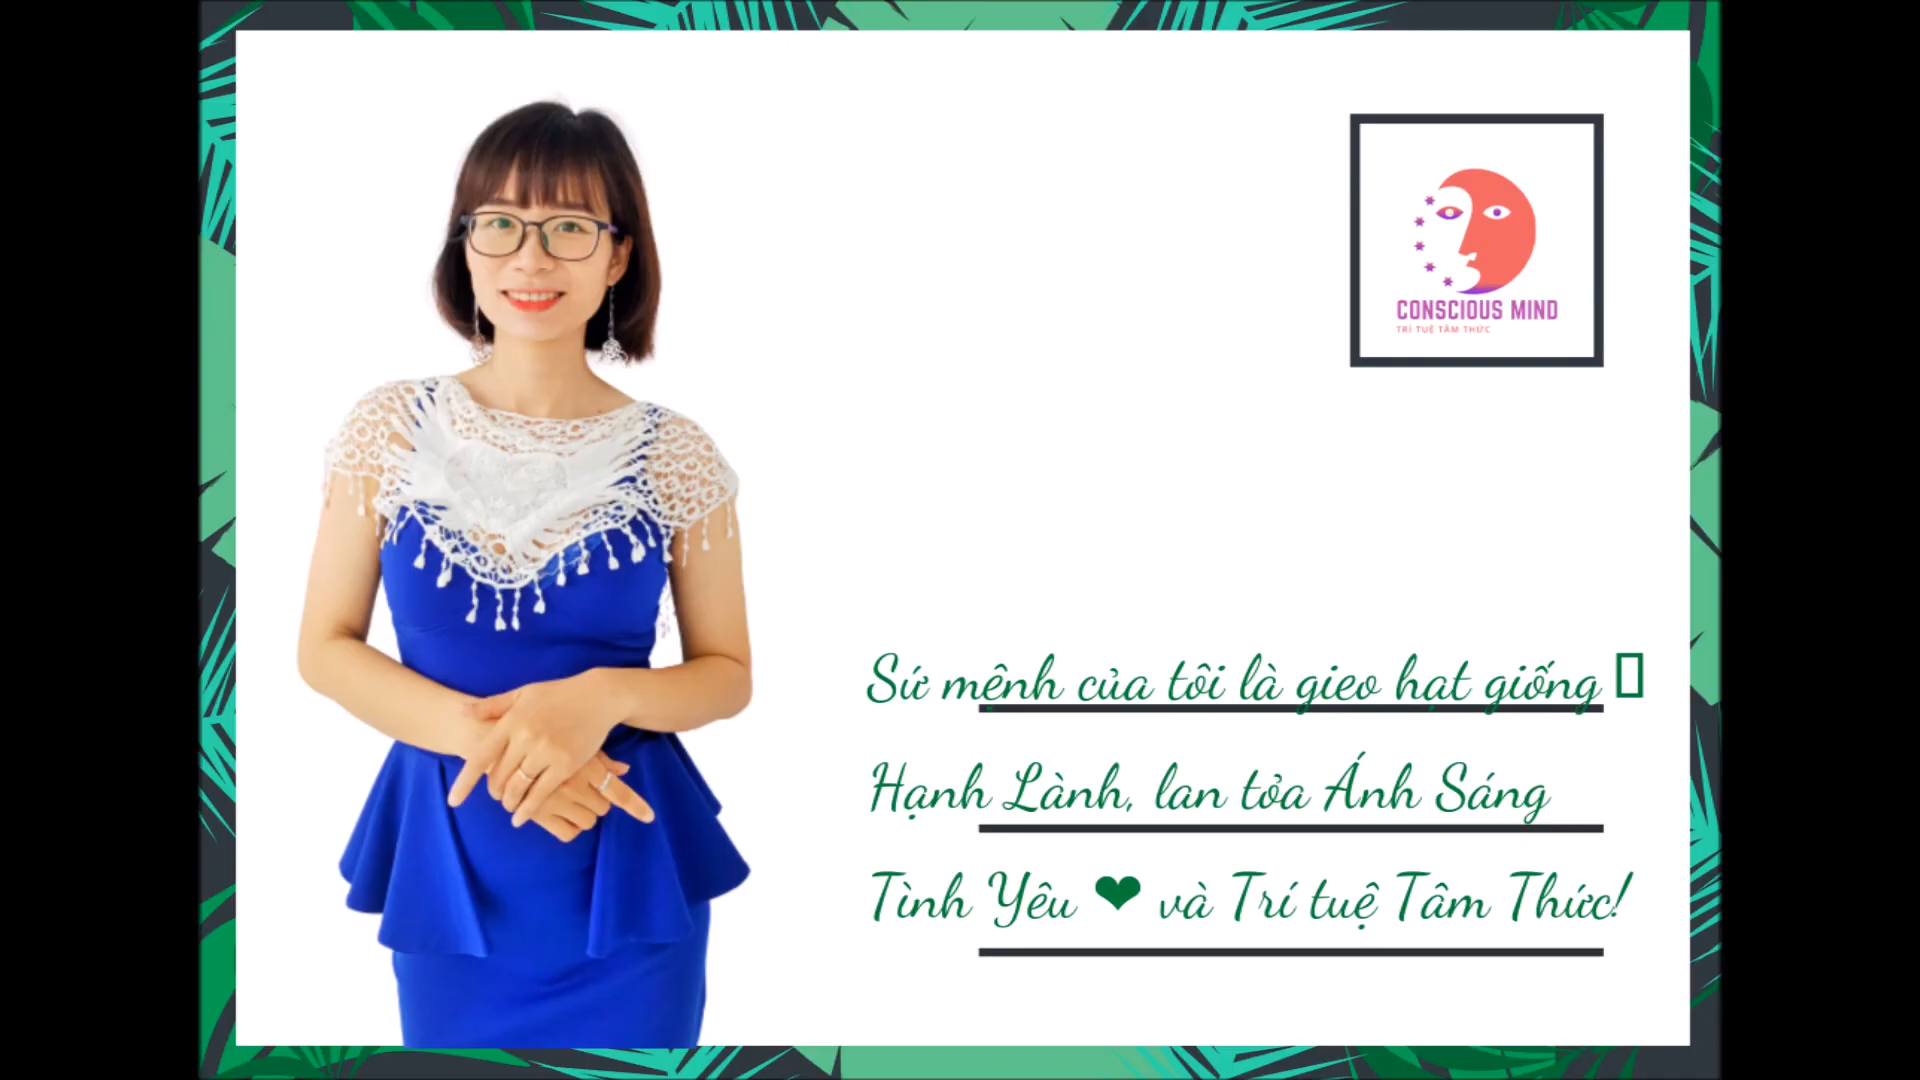 CONSCIOUS MIND
TRÍ TUỆ TÂM THỨC
Sứ mệnh của tôi là gieo hạt giống
Hạnh Lành, lan tỏa Ánh Sáng
Tình Yêu ❤ và Trí tuệ Tâm Thức!